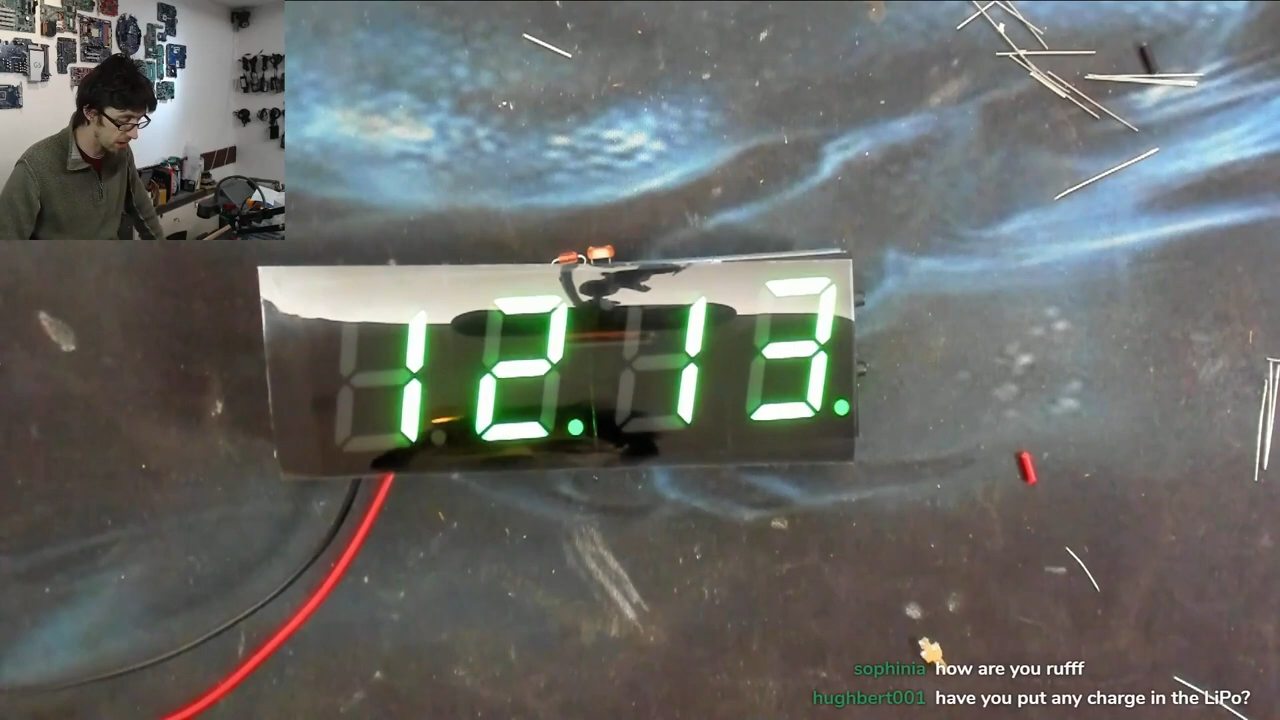 12.13.
sophinia how are you rufff
hughbert001 have you put any charge in the LiPo?